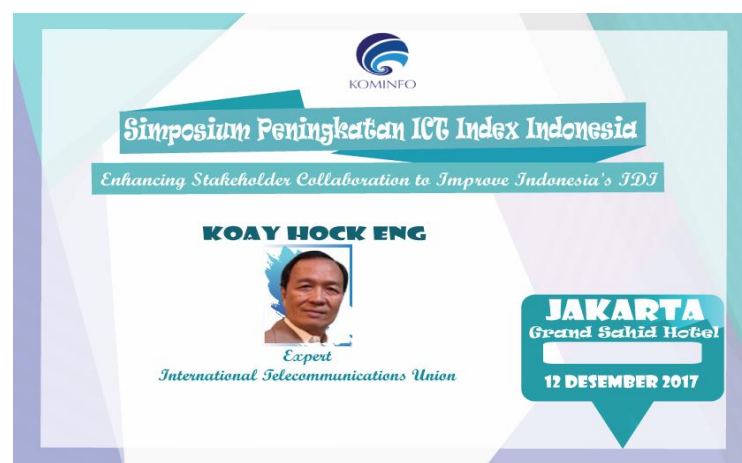 KOMINFO
Simposium Peningkatan ICT Index Indonesia
Enhancing Stakeholder Collaboration to Improve Indonesia's IDI
KOAY HOCK ENG
Expert
International Telecommunications Union
JAKARTA
Grand Sahid Hotel
12 DESEMBER 2017